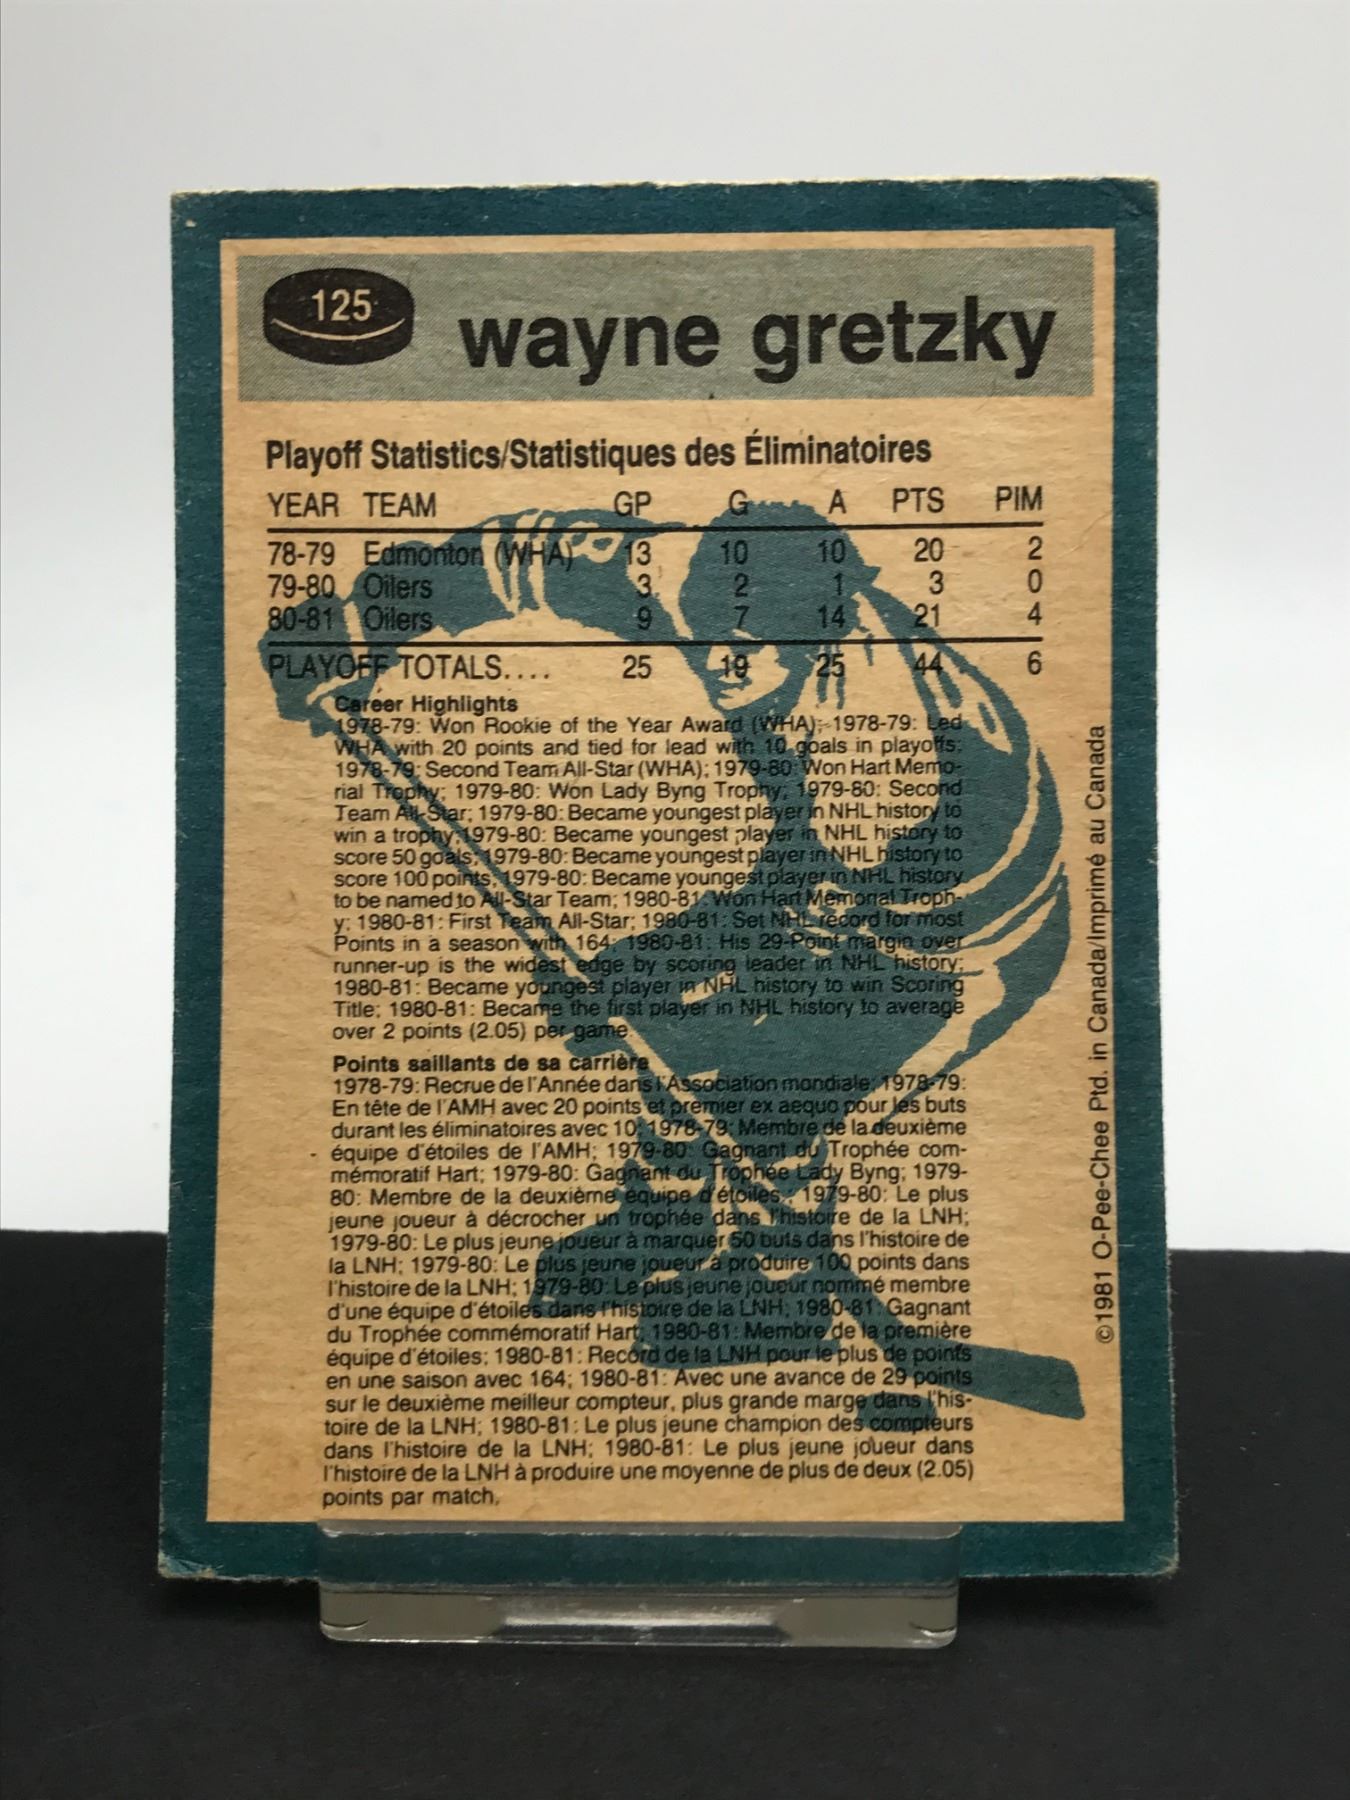 125
wayne gretzky
Playoff Statistics/Statistiques des Éliminatoires
YEAR TEAM GP G A PTS PIM
78-79 Edmonton (WHA) 13 10 10 20 2
79-80 Oilers 3 2 1 3 0
80-81 Oilers 9 7 14 21 4
PLAYOFF TOTALS.... 25 19 25 44 6
Career Highlights
1978-79: Won Rookie of the Year Award (WHA); 1978-79: Led
WHA with 20 points and tied for lead with 10 goals in playoffs;
1978-79: Second Team All-Star (WHA); 1979-80: Won Hart Memo-
rial Trophy; 1979-80: Won Lady Byng Trophy; 1979-80: Second
Team All-Star; 1979-80: Became youngest player in NHL history to
win a trophy; 1979-80: Became youngest player in NHL history to
score 50 goals; 1979-80: Became youngest player in NHL history to
score 100 points; 1979-80: Became youngest player in NHL history
to be named to All-Star Team; 1980-81: Won Hart Memorial Troph-
y; 1980-81: First Team All-Star; 1980-81: Set NHL record for most
Points in a season with 164; 1980-81: His 29-Point margin over
runner-up is the widest edge by scoring leader in NHL history;
1980-81: Became youngest player in NHL history to win Scoring
Title; 1980-81: Became the first player in NHL history to average
over 2 points (2.05) per game.
Points saillants de sa carrière
1978-79: Recrue de l'Année dans l'Association mondiale; 1978-79:
En tête de l'AMH avec 20 points et premier ex aequo pour les buts
durant les éliminatoires avec 10; 1978-79: Membre de la deuxième
équipe d'étoiles de l'AMH; 1979-80: Gagnant du Trophée com-
mémoratif Hart; 1979-80: Gagnant du Trophée Lady Byng; 1979-
80: Membre de la deuxième équipe d'étoiles; 1979-80: Le plus
jeune joueur à décrocher un trophée dans l'histoire de la LNH;
1979-80: Le plus jeune joueur à marquer 50 buts dans l'histoire de
la LNH; 1979-80: Le plus jeune joueur à produire 100 points dans
l'histoire de la LNH; 1979-80: Le plus jeune joueur nommé membre
d'une équipe d'étoiles dans l'histoire de la LNH; 1980-81: Gagnant
du Trophée commémoratif Hart; 1980-81: Membre de la première
équipe d'étoiles; 1980-81: Record de la LNH pour le plus de points
en une saison avec 164; 1980-81: Avec une avance de 29 points
sur le deuxième meilleur compteur, plus grande marge dans l'his-
toire de la LNH; 1980-81: Le plus jeune champion des compteurs
dans l'histoire de la LNH; 1980-81: Le plus jeune joueur dans
l'histoire de la LNH à produire une moyenne de plus de deux (2.05)
points par match.
©1981 O-Pee-Chee Ptd. in Canada/Imprimé au Canada